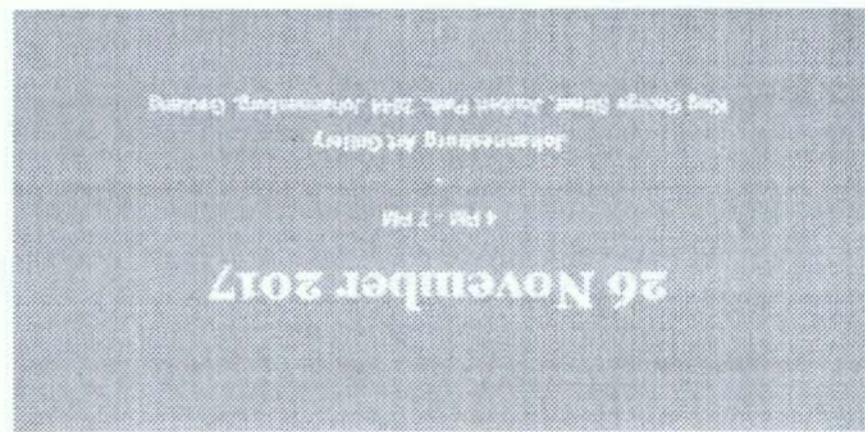 26 November 2017
4 PM - 7 PM
-
Johannesburg Art Gallery
King George Street, Joubert Park, 2044 Johannesburg, Gauteng